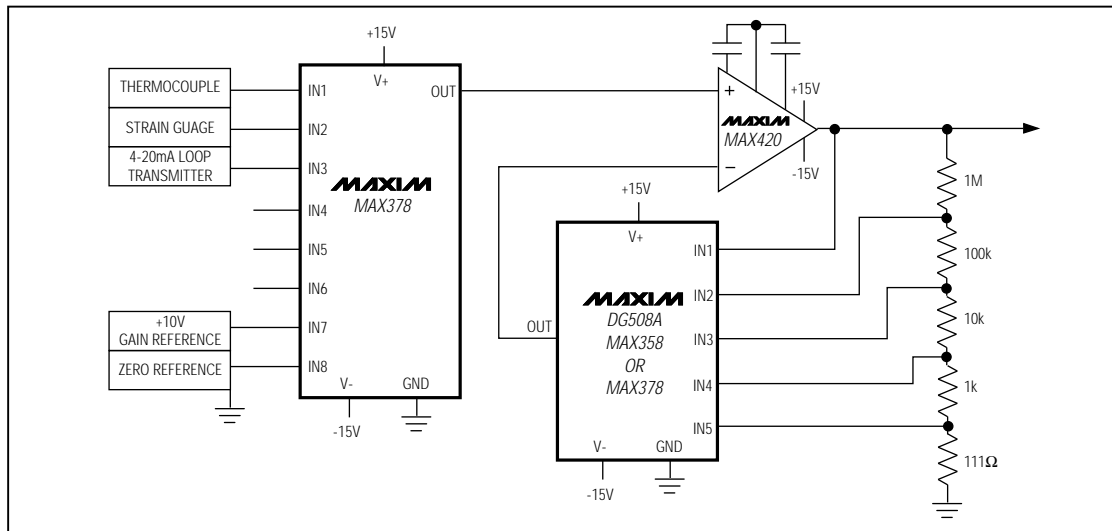 THERMOCOUPLE
STRAIN GUAGE
4-20mA LOOP
TRANSMITTER
+10V
GAIN REFERENCE
ZERO REFERENCE
+15V
V+
IN1
IN2
IN3
IN4
IN5
IN6
IN7
IN8
OUT
MAXIM
MAX378
V-
GND
-15V
+
-
MAXIM
MAX420
+15V
-15V
+15V
V+
OUT
MAXIM
DG508A
MAX358
OR
MAX378
IN1
IN2
IN3
IN4
IN5
V-
GND
-15V
1M
100k
10k
1k
111Ω